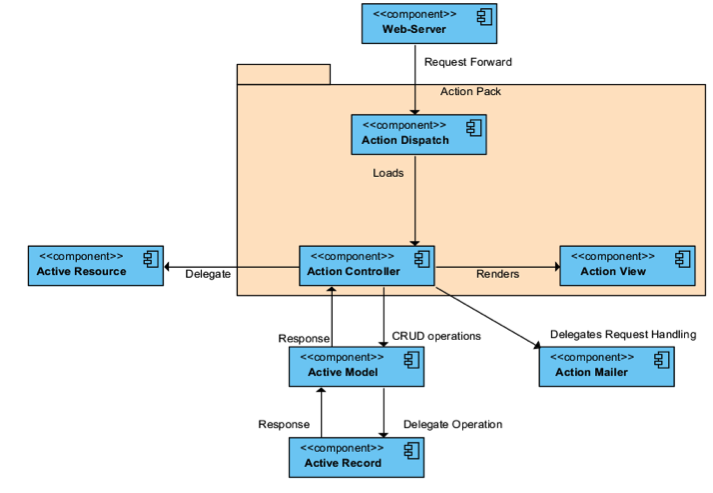 <<component>>
Web-Server
Request Forward
Action Pack
<<component>>
Action Dispatch
Loads
<<component>>
Active Resource
Delegate
<<component>>
Action Controller
Renders
<<component>>
Action View
Response
CRUD operations
Delegates Request Handling
<<component>>
Active Model
<<component>>
Action Mailer
Response
Delegate Operation
<<component>>
Active Record